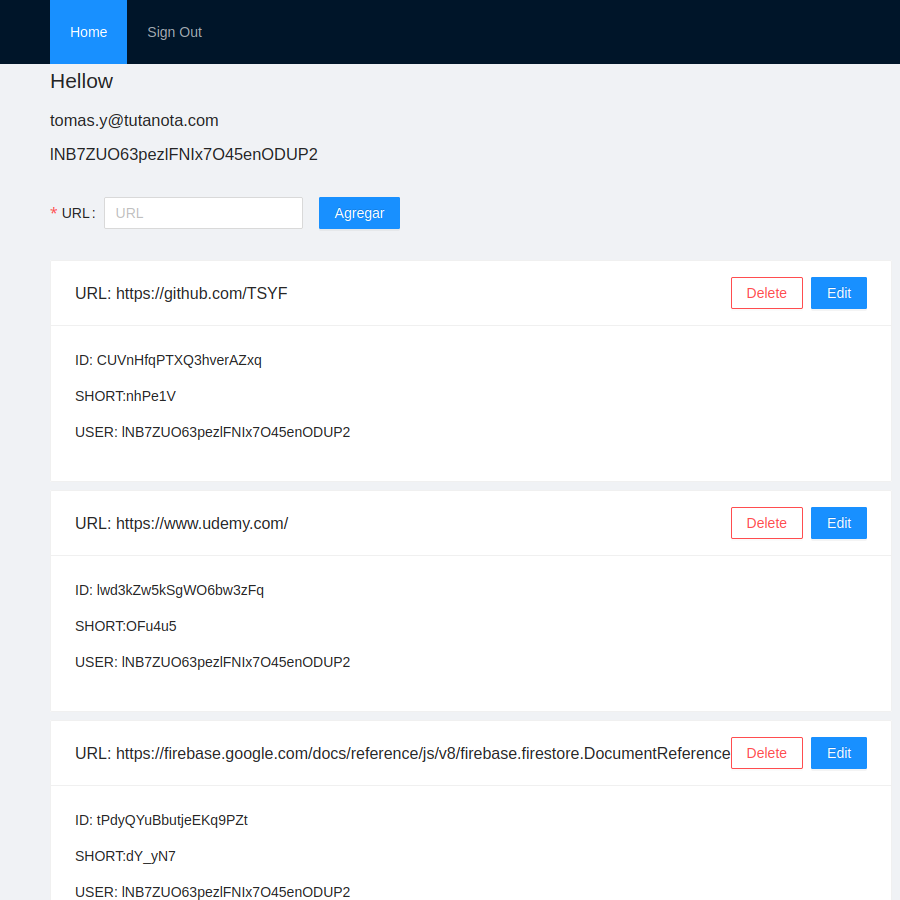 Home Sign Out
Hellow
tomas.y@tutanota.com
lNB7ZUO63pezlFNIx7O45enODUP2
* URL : URL Agregar
URL: https://github.com/TSYF Delete Edit
ID: CUVnHfqPTXQ3hverAZxq
SHORT:nhPe1V
USER: lNB7ZUO63pezlFNIx7O45enODUP2
URL: https://www.udemy.com/ Delete Edit
ID: lwd3kZw5kSgWO6bw3zFq
SHORT:OFu4u5
USER: lNB7ZUO63pezlFNIx7O45enODUP2
URL: https://firebase.google.com/docs/reference/js/v8/firebase.firestore.DocumentReference Delete Edit
ID: tPdyQYuBbutjeEKq9PZt
SHORT:dY_yN7
USER: lNB7ZUO63pezlFNIx7O45enODUP2